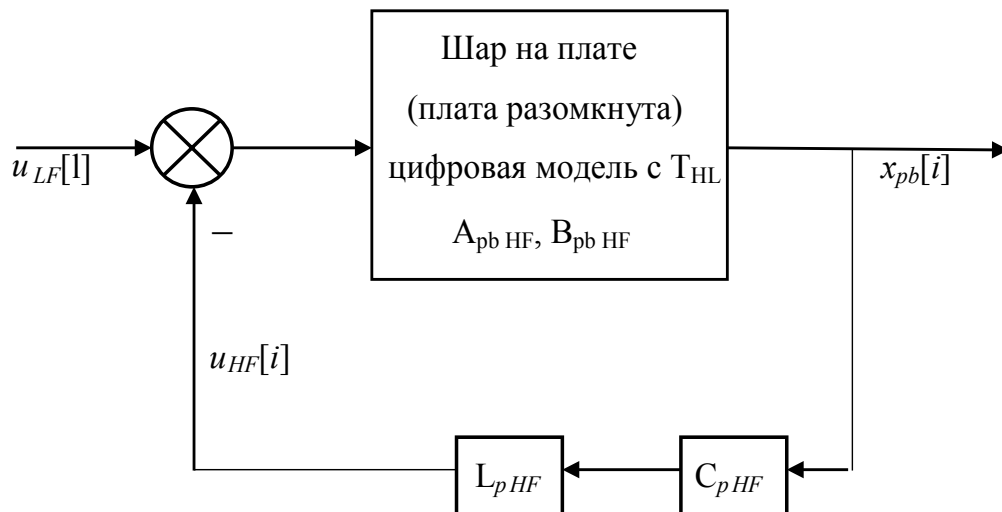 Шар на плате
(плата разомкнута)
цифровая модель с T_HL
A_pb HF, B_pb HF
u_LF[1]
x_pb[i]
−
u_HF[i]
L_p HF
C_p HF